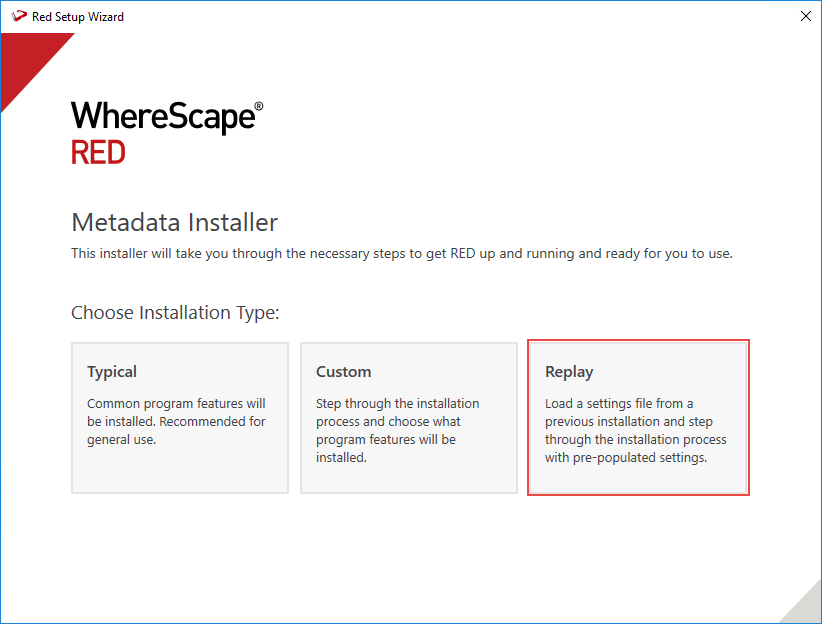 Red Setup Wizard
WhereScape®
RED
Metadata Installer
This installer will take you through the necessary steps to get RED up and running and ready for you to use.
Choose Installation Type:
Typical
Common program features will
be installed. Recommended for
general use.
Custom
Step through the installation
process and choose what
program features will be
installed.
Replay
Load a settings file from a
previous installation and step
through the installation process
with pre-populated settings.